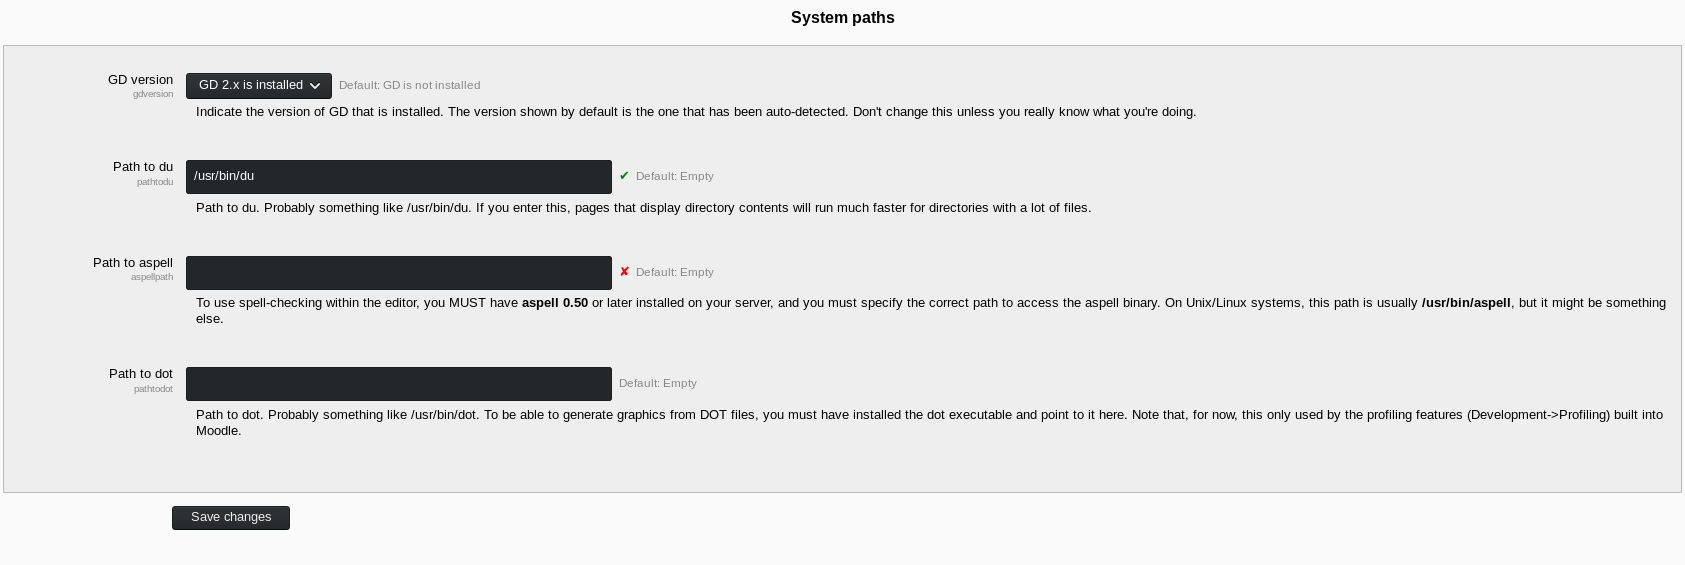 System paths
GD version
gdversion
GD 2.x is installed
Default: GD is not installed
Indicate the version of GD that is installed. The version shown by default is the one that has been auto-detected. Don't change this unless you really know what you're doing.
Path to du
pathtodu
/usr/bin/du
✔ Default: Empty
Path to du. Probably something like /usr/bin/du. If you enter this, pages that display directory contents will run much faster for directories with a lot of files.
Path to aspell
aspellpath
✘ Default: Empty
To use spell-checking within the editor, you MUST have aspell 0.50 or later installed on your server, and you must specify the correct path to access the aspell binary. On Unix/Linux systems, this path is usually /usr/bin/aspell, but it might be something
else.
Path to dot
pathtodot
Default: Empty
Path to dot. Probably something like /usr/bin/dot. To be able to generate graphics from DOT files, you must have installed the dot executable and point to it here. Note that, for now, this only used by the profiling features (Development->Profiling) built into
Moodle.
Save changes